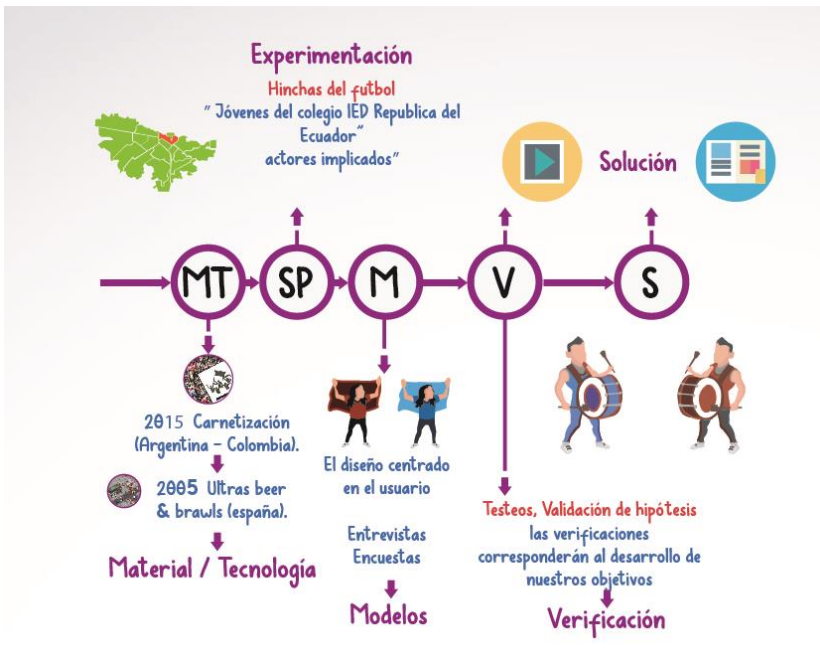 Experimentación
Hinchas del futbol
" Jóvenes del colegio IED Republica del
Ecuador"
actores implicados"
Solución
MT
SP
M
V
S
2015 Carnetización
(Argentina - Colombia).
2005 Ultras beer
& brawls (españa).
Material / Tecnología
El diseño centrado
en el usuario
Entrevistas
Encuestas
Modelos
Testeos, Validación de hipótesis
las verificaciones
corresponderán al desarrollo de
nuestros objetivos
Verificación